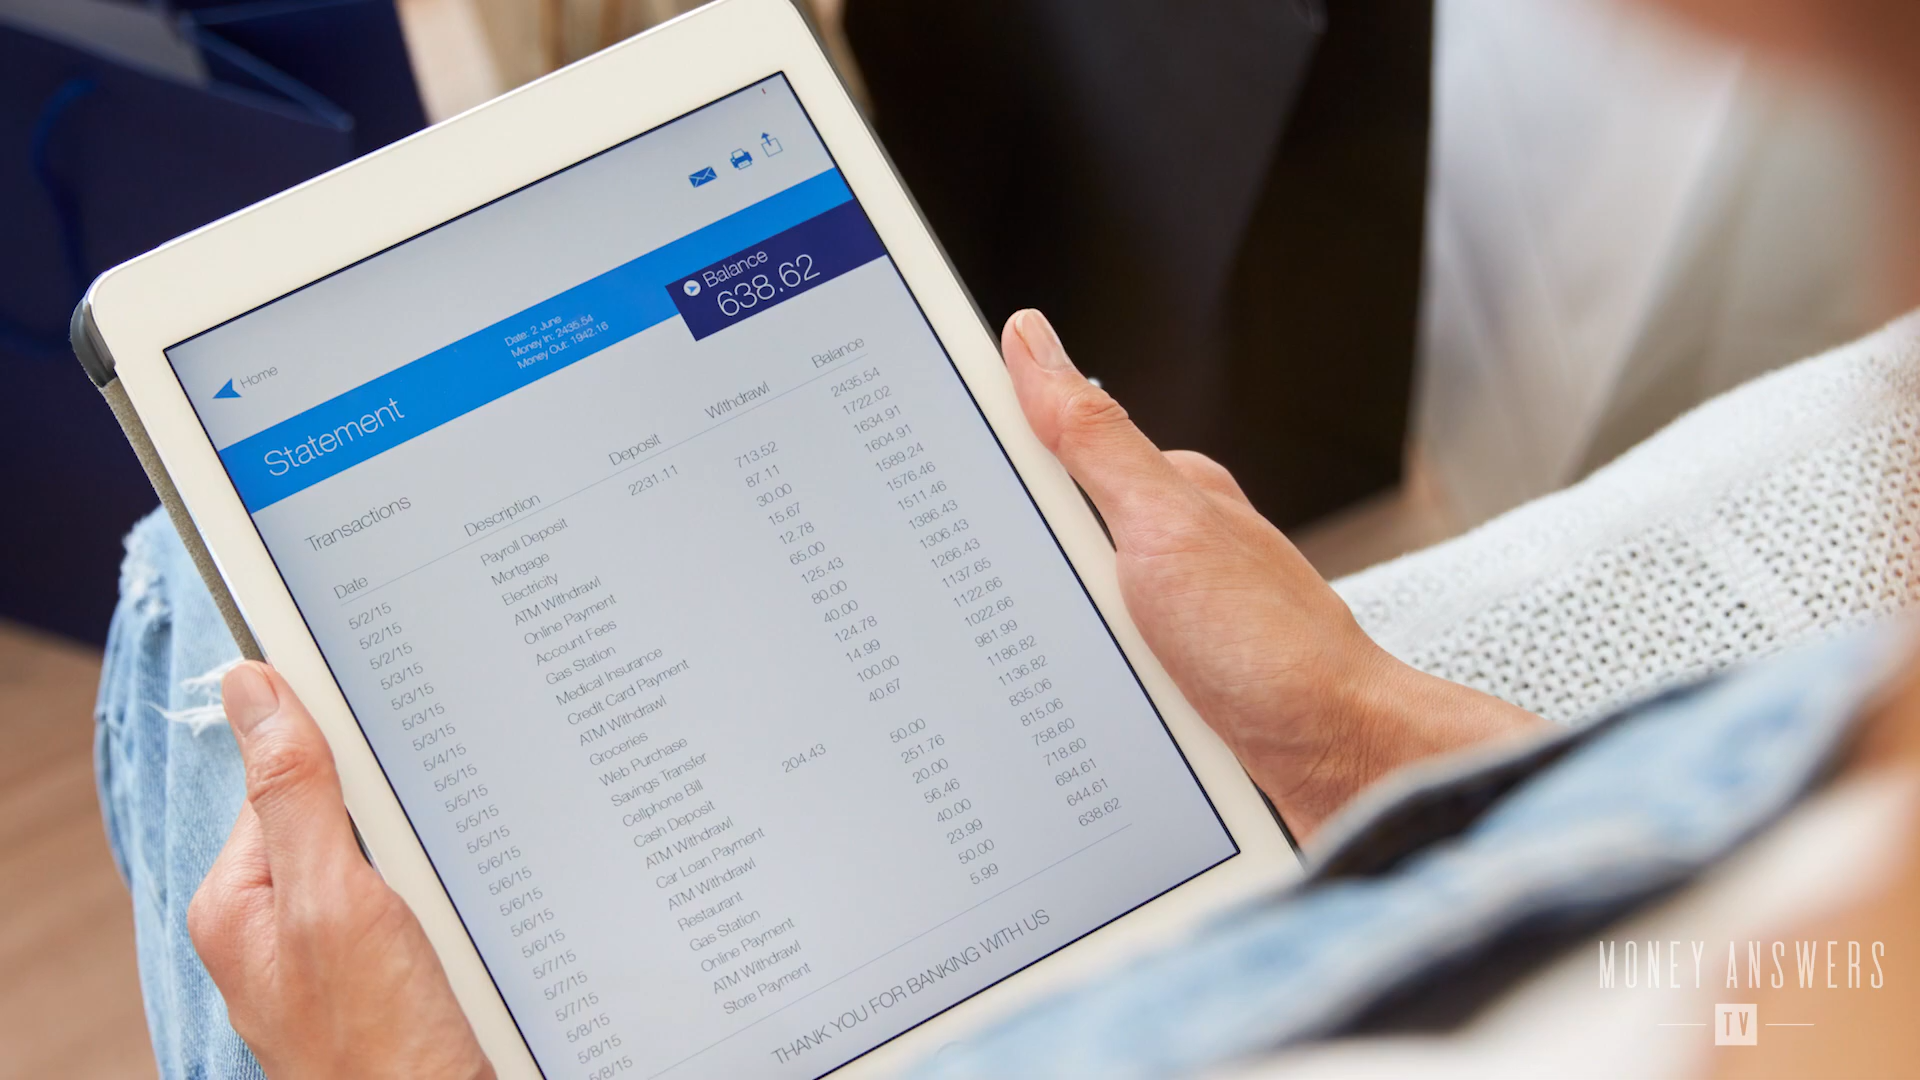 Home
Statement
Date: 2 June
Money In: 2435.54
Money Out: 1942.16
Balance
638.62
Transactions
Date Description Deposit Withdrawl Balance
5/2/15 Payroll Deposit 2231.11 2435.54
5/2/15 Mortgage 713.52 1722.02
5/2/15 Electricity 87.11 1634.91
5/3/15 ATM Withdrawl 30.00 1604.91
5/3/15 Online Payment 15.67 1589.24
5/3/15 Account Fees 12.78 1576.46
5/3/15 Gas Station 65.00 1511.46
5/4/15 Medical Insurance 125.43 1386.43
5/5/15 Credit Card Payment 80.00 1306.43
5/5/15 ATM Withdrawl 40.00 1266.43
5/5/15 Groceries 124.78 1137.65
5/5/15 Web Purchase 14.99 1122.66
5/6/15 Savings Transfer 100.00 1022.66
5/6/15 Cellphone Bill 40.67 981.99
5/6/15 Cash Deposit 204.43 1186.82
5/6/15 ATM Withdrawl 50.00 1136.82
5/6/15 Car Loan Payment 251.76 835.06
5/7/15 ATM Withdrawl 20.00 815.06
5/7/15 Restaurant 56.46 758.60
5/7/15 Gas Station 40.00 718.60
5/8/15 Online Payment 23.99 694.61
5/8/15 ATM Withdrawl 50.00 644.61
5/8/15 Store Payment 5.99 638.62
THANK YOU FOR BANKING WITH US
MONEY ANSWERS
TV